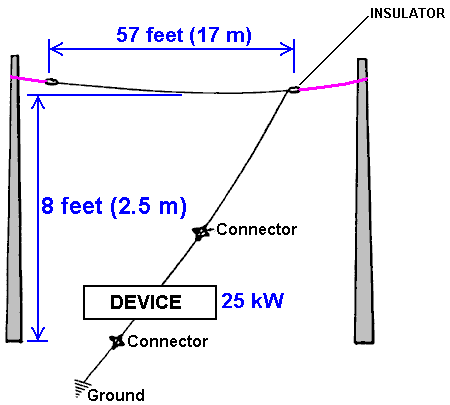 INSULATOR
57 feet (17 m)
8 feet (2.5 m)
Connector
DEVICE
25 kW
Connector
Ground